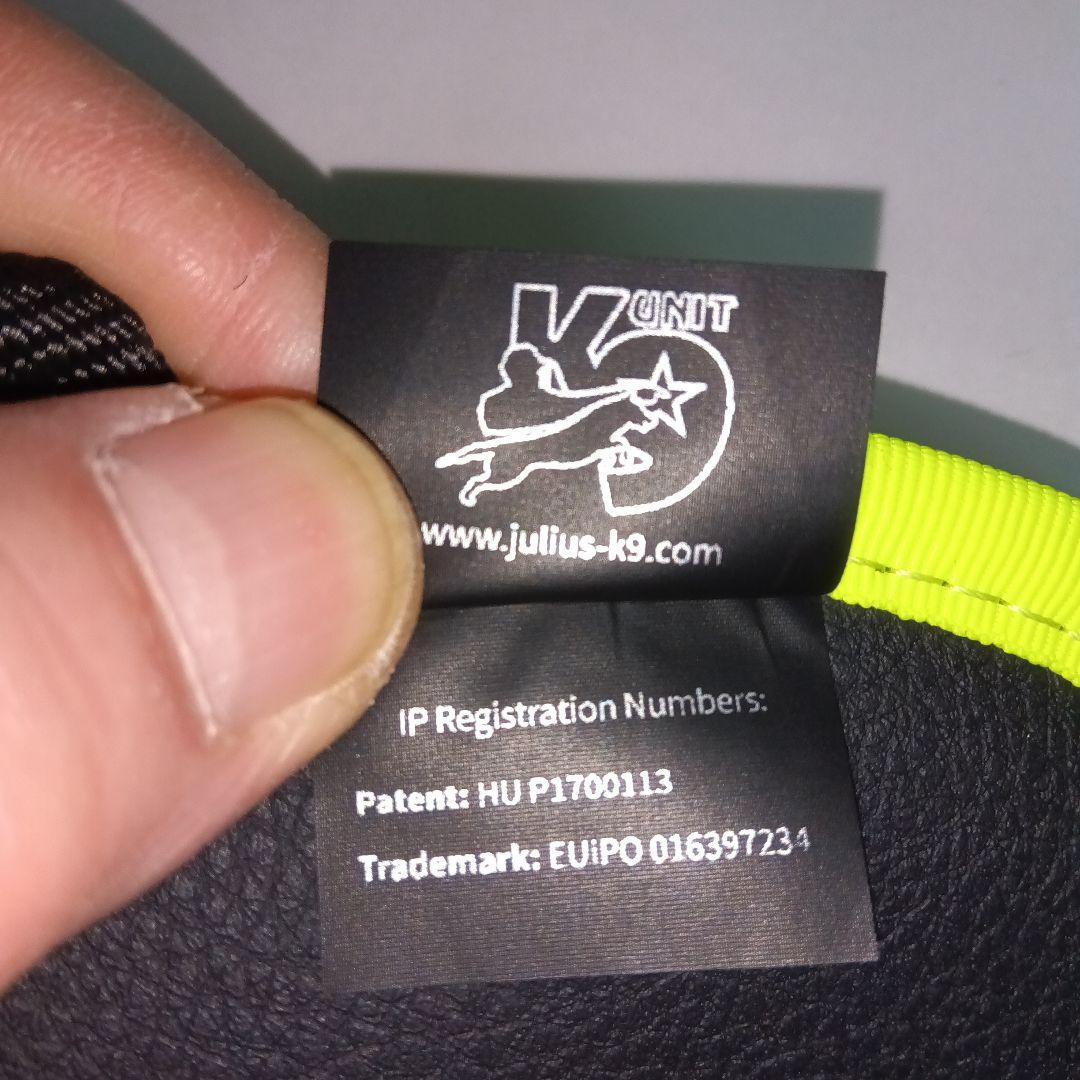 K9 UNIT
www.julius-k9.com
IP Registration Numbers:
Patent: HU P1700113
Trademark: EUiPO 016397234